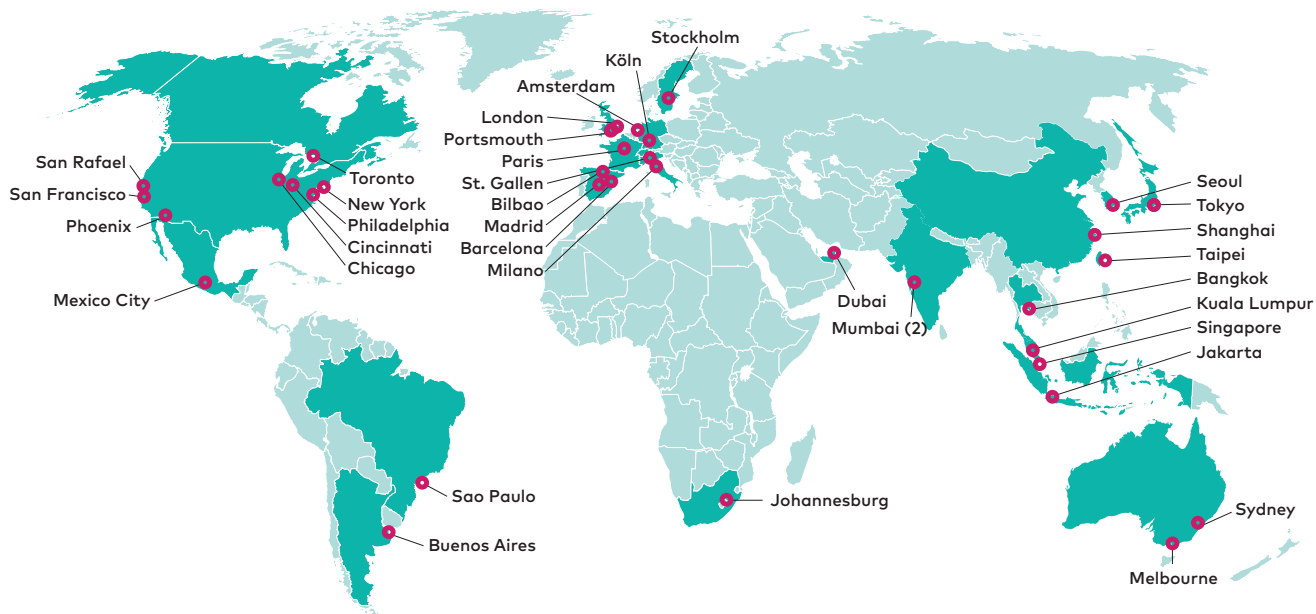 Stockholm
Köln
Amsterdam
London
Portsmouth
Paris
St. Gallen
Bilbao
Madrid
Barcelona
Milano
San Rafael
San Francisco
Phoenix
Mexico City
Toronto
New York
Philadelphia
Cincinnati
Chicago
Sao Paulo
Buenos Aires
Johannesburg
Dubai
Mumbai (2)
Seoul
Tokyo
Shanghai
Taipei
Bangkok
Kuala Lumpur
Singapore
Jakarta
Sydney
Melbourne